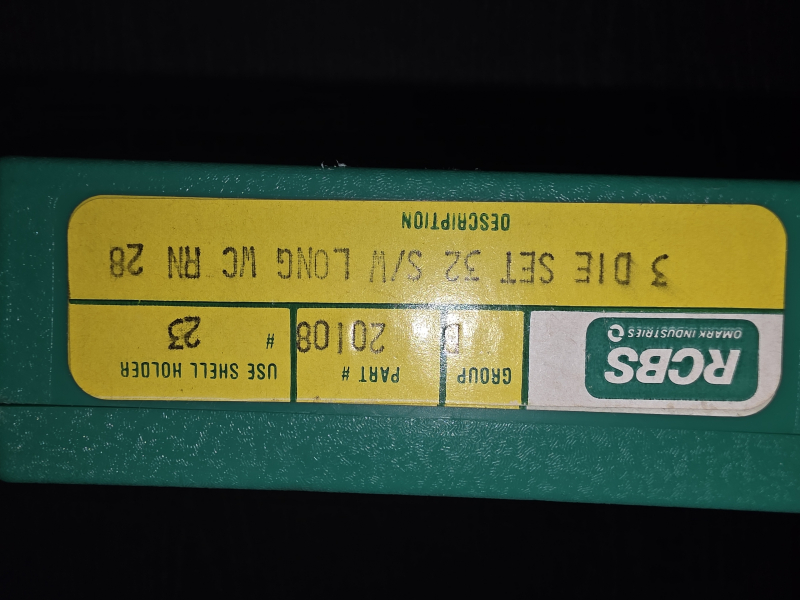 RCBS
OMARK INDUSTRIES
GROUP
D
PART #
20108
USE SHELL HOLDER
# 23
3 DIE SET 32 S/W LONG WC RN 28
DESCRIPTION